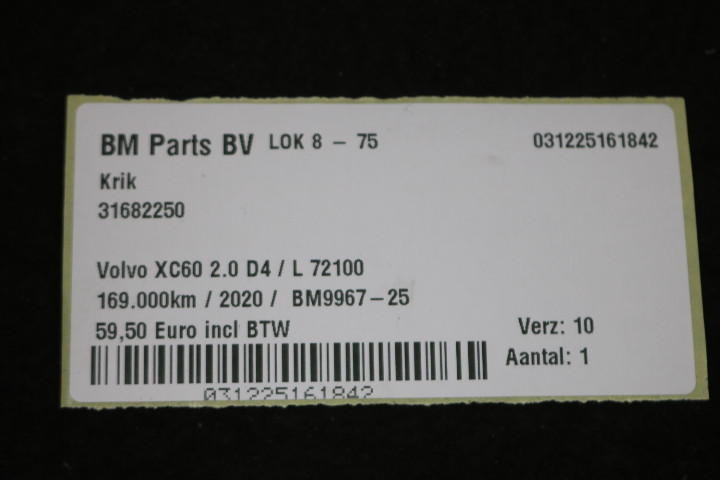 BM Parts BV LOK 8 - 75 031225161842
Krik
31682250
Volvo XC60 2.0 D4 / L 72100
169.000km / 2020 / BM9967-25
59,50 Euro incl BTW Verz: 10
Aantal: 1
031225161842